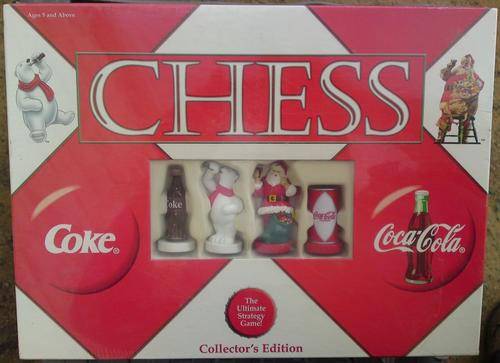 Ages 8 and Above
CHESS
Coke
Coca-Cola
Coke®
Coca-Cola®
The
Ultimate
Strategy
Game!
Collector's Edition